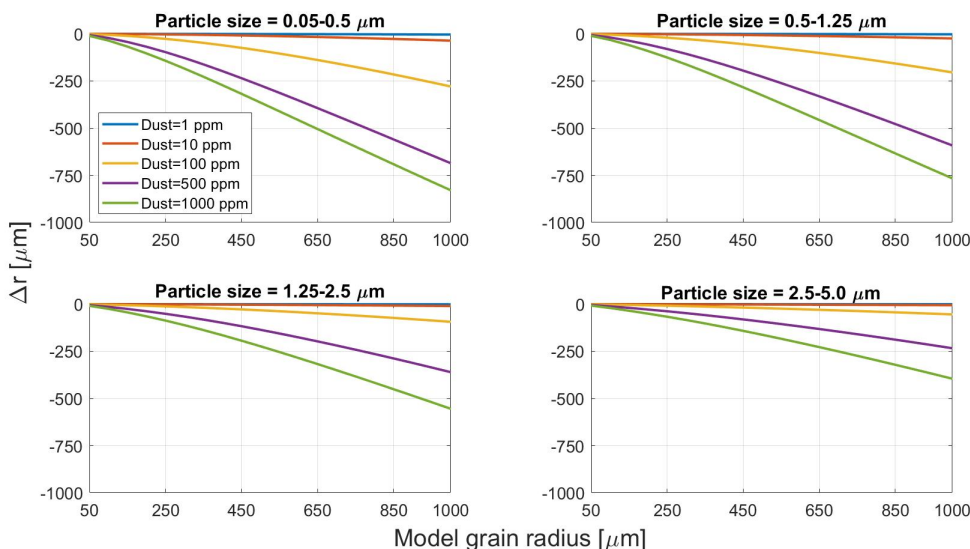 Particle size = 0.05-0.5 μm
0
-250
-500
-750
-1000
50 250 450 650 850 1000
Dust=1 ppm
Dust=10 ppm
Dust=100 ppm
Dust=500 ppm
Dust=1000 ppm
Particle size = 0.5-1.25 μm
0
-250
-500
-750
-1000
50 250 450 650 850 1000
Δr [μm]
Particle size = 1.25-2.5 μm
0
-250
-500
-750
-1000
50 250 450 650 850 1000
Particle size = 2.5-5.0 μm
0
-250
-500
-750
-1000
50 250 450 650 850 1000
Model grain radius [μm]